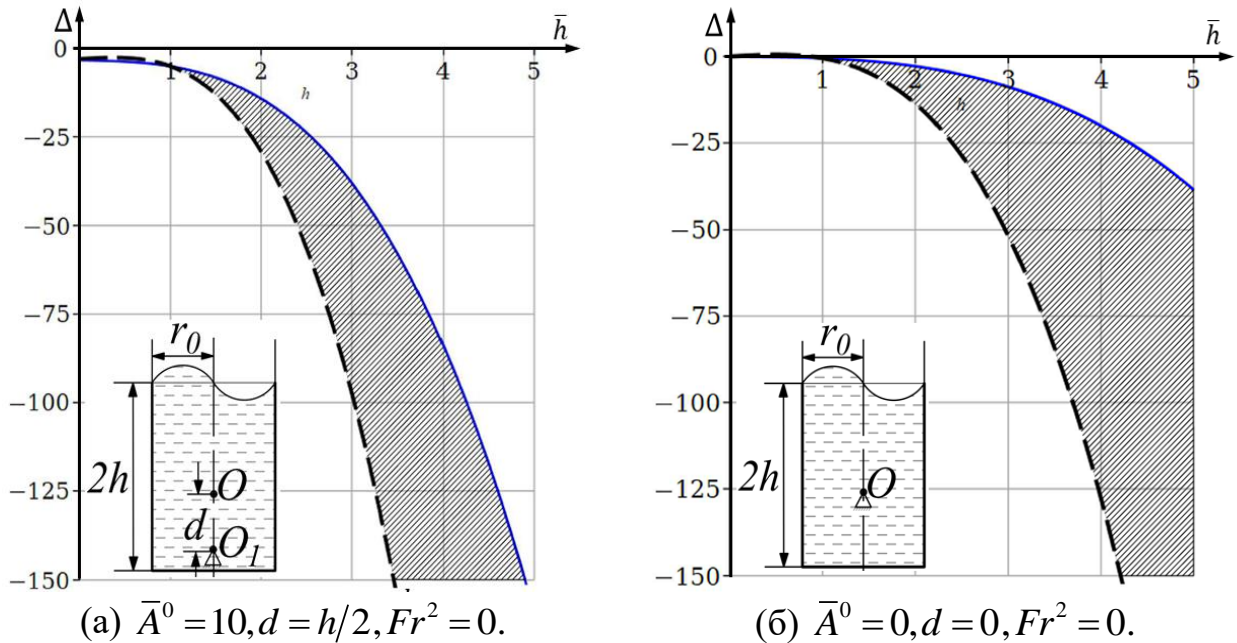 Δ
h̄
0
1
2
3
4
5
h
−25
−50
−75
−100
−125
−150
r₀
2h
O
d
O₁
(а) Ā⁰ = 10, d = h/2, Fr² = 0.
Δ
h̄
0
1
2
3
4
5
h
−25
−50
−75
−100
−125
−150
r₀
2h
O
(б) Ā⁰ = 0, d = 0, Fr² = 0.